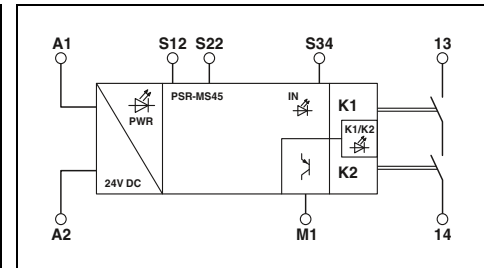 A1 S12 S22 S34 13
PSR-MS45 IN K1
PWR K1/K2
24V DC K2
A2 M1 14